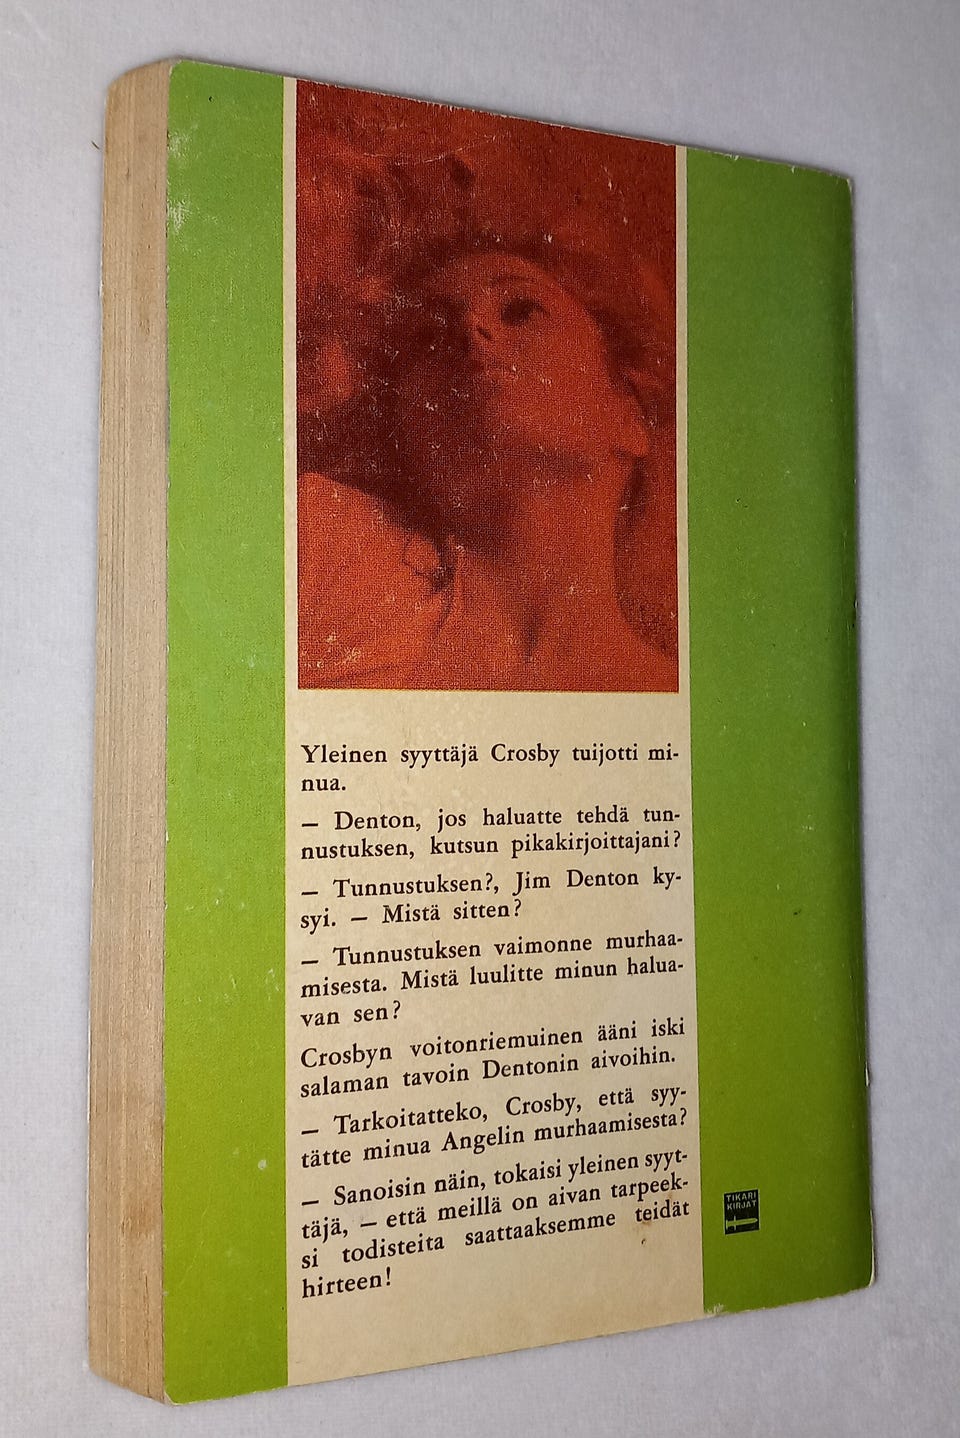 Yleinen syyttäjä Crosby tuijotti mi-
nua.
— Denton, jos haluatte tehdä tun-
nustuksen, kutsun pikakirjoittajani?
— Tunnustuksen?, Jim Denton ky-
syi. — Mistä sitten?
— Tunnustuksen vaimonne murhaa-
misesta. Mistä luulitte minun halua-
van sen?
Crosbyn voitonriemuinen ääni iski
salaman tavoin Dentonin aivoihin.
— Tarkoitatteko, Crosby, että syy-
tätte minua Angelin murhaamisesta?
— Sanoisin näin, tokaisi yleinen syyt-
täjä, — että meillä on aivan tarpeek-
si todisteita saattaaksemme teidät
hirteen!
TIKARI
KIRJAT